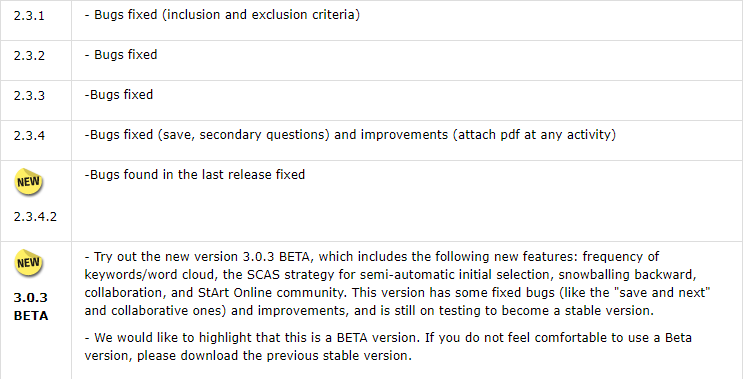 2.3.1
- Bugs fixed (inclusion and exclusion criteria)
2.3.2
- Bugs fixed
2.3.3
-Bugs fixed
2.3.4
-Bugs fixed (save, secondary questions) and improvements (attach pdf at any activity)
NEW
2.3.4.2
-Bugs found in the last release fixed
NEW
3.0.3
BETA
- Try out the new version 3.0.3 BETA, which includes the following new features: frequency of
keywords/word cloud, the SCAS strategy for semi-automatic initial selection, snowballing backward,
collaboration, and StArt Online community. This version has some fixed bugs (like the "save and next"
and collaborative ones) and improvements, and is still on testing to become a stable version.
- We would like to highlight that this is a BETA version. If you do not feel comfortable to use a Beta
version, please download the previous stable version.